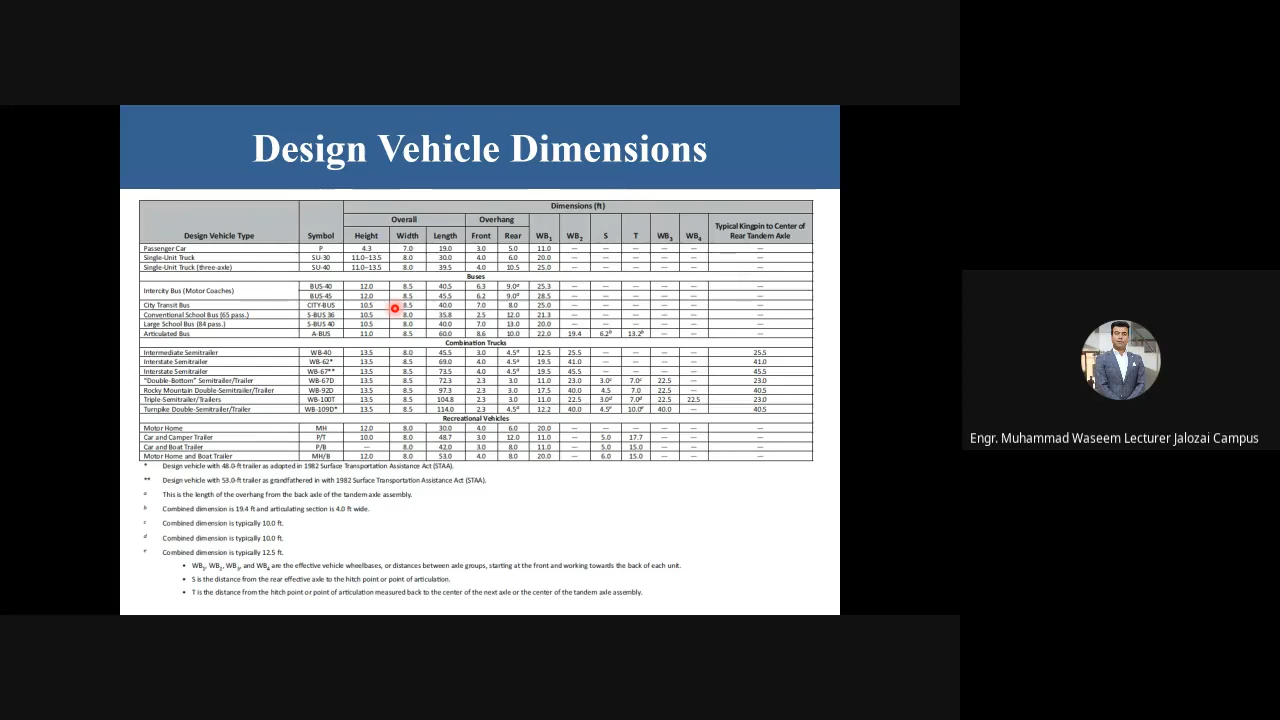 Design Vehicle Dimensions
Dimensions (ft)
Overall Overhang
Design Vehicle Type Symbol Height Width Length Front Rear WB1 WB2 S T WB3 WB4 Typical Kingpin to Center of Rear Tandem Axle
Passenger Car P 4.3 7.0 19.0 3.0 5.0 11.0 — — — — — —
Single-Unit Truck SU-30 11.0–13.5 8.0 30.0 4.0 6.0 20.0 — — — — — —
Single-Unit Truck (three-axle) SU-40 11.0–13.5 8.0 39.5 4.0 10.5 25.0 — — — — — —
Buses
Intercity Bus (Motor Coaches) BUS-40 12.0 8.5 40.5 6.3 9.0a 25.3 — — — — — —
BUS-45 12.0 8.5 45.5 6.2 9.0a 28.5 — — — — — —
City Transit Bus CITY-BUS 10.5 8.5 40.0 7.0 8.0 25.0 — — — — — —
Conventional School Bus (65 pass.) S-BUS 36 10.5 8.0 35.8 2.5 12.0 21.3 — — — — — —
Large School Bus (84 pass.) S-BUS 40 10.5 8.0 40.0 7.0 13.0 20.0 — — — — — —
Articulated Bus A-BUS 11.0 8.5 60.0 8.6 10.0 22.0 19.4 6.2b 13.2b — — —
Combination Trucks
Intermediate Semitrailer WB-40 13.5 8.0 45.5 3.0 4.5a 12.5 25.5 — — — — 25.5
Interstate Semitrailer WB-62* 13.5 8.5 69.0 4.0 4.5a 19.5 41.0 — — — — 41.0
Interstate Semitrailer WB-67** 13.5 8.5 73.5 4.0 4.5a 19.5 45.5 — — — — 45.5
"Double-Bottom" Semitrailer/Trailer WB-67D 13.5 8.5 72.3 2.3 3.0 11.0 23.0 3.0c 7.0c 22.5 — 23.0
Rocky Mountain Double-Semitrailer/Trailer WB-92D 13.5 8.5 97.3 2.3 3.0 17.5 40.0 4.5 7.0 22.5 — 40.5
Triple-Semitrailer/Trailers WB-100T 13.5 8.5 104.8 2.3 3.0 11.0 22.5 3.0d 7.0d 22.5 22.5 23.0
Turnpike Double-Semitrailer/Trailer WB-109D* 13.5 8.5 114.0 2.3 4.5a 12.2 40.0 4.5e 10.0e 40.0 — 40.5
Recreational Vehicles
Motor Home MH 12.0 8.0 30.0 4.0 6.0 20.0 — — — — — —
Car and Camper Trailer P/T 10.0 8.0 48.7 3.0 12.0 11.0 — 5.0 17.7 — — —
Car and Boat Trailer P/B — 8.0 42.0 3.0 8.0 11.0 — 5.0 15.0 — — —
Motor Home and Boat Trailer MH/B 12.0 8.0 53.0 4.0 8.0 20.0 — 6.0 15.0 — — —
* Design vehicle with 48.0-ft trailer as adopted in 1982 Surface Transportation Assistance Act (STAA).
** Design vehicle with 53.0-ft trailer as grandfathered in with 1982 Surface Transportation Assistance Act (STAA).
a This is the length of the overhang from the back axle of the tandem axle assembly.
b Combined dimension is 19.4 ft and articulating section is 4.0 ft wide.
c Combined dimension is typically 10.0 ft.
d Combined dimension is typically 10.0 ft.
e Combined dimension is typically 12.5 ft.
• WB1, WB2, WB3, and WB4 are the effective vehicle wheelbases, or distances between axle groups, starting at the front and working towards the back of each unit.
• S is the distance from the rear effective axle to the hitch point or point of articulation.
• T is the distance from the hitch point or point of articulation measured back to the center of the next axle or the center of the tandem axle assembly.
Engr. Muhammad Waseem Lecturer Jalozai Campus